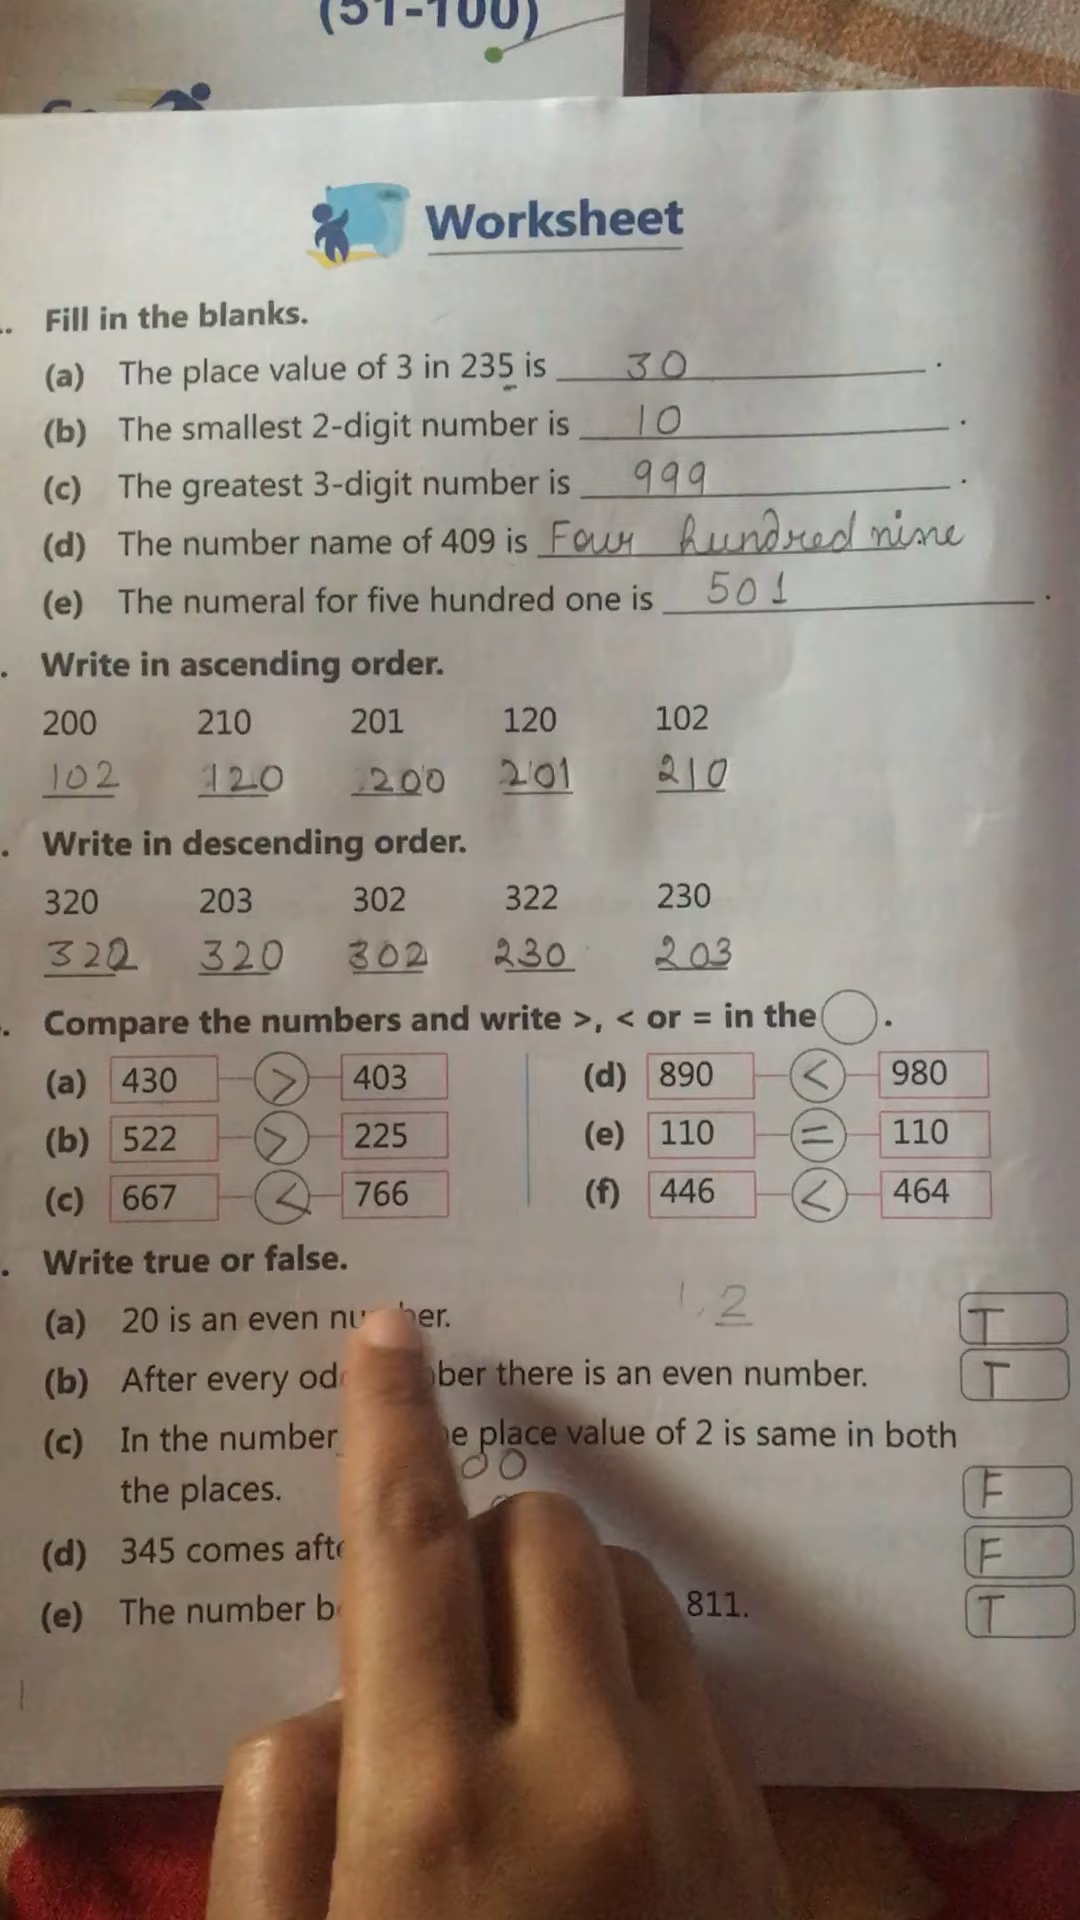 (51-100)
Worksheet
Fill in the blanks.
(a) The place value of 3 in 235 is 30.
(b) The smallest 2-digit number is 10.
(c) The greatest 3-digit number is 999.
(d) The number name of 409 is Four hundred nine
(e) The numeral for five hundred one is 501.
Write in ascending order.
200 210 201 120 102
102 120 200 201 210
Write in descending order.
320 203 302 322 230
322 320 302 230 203
Compare the numbers and write >, < or = in the .
(a) 430 > 403 (d) 890 < 980
(b) 522 > 225 (e) 110 = 110
(c) 667 < 766 (f) 446 < 464
Write true or false.
1, 2
(a) 20 is an even T
(b) After every there is an even number. T
(c) In the number place value of 2 is same in both
00
the places. F
(d) 345 comes F
(e) The number 811. T